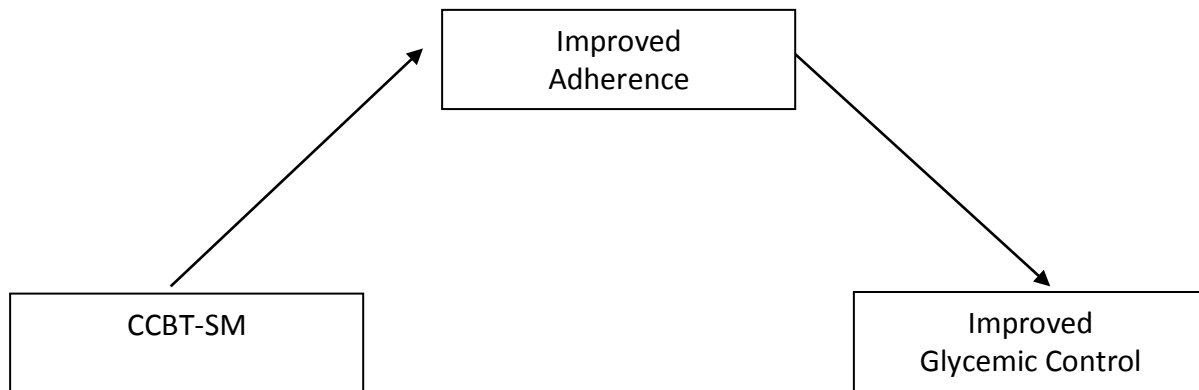 Improved
Adherence
CCBT-SM
Improved
Glycemic Control